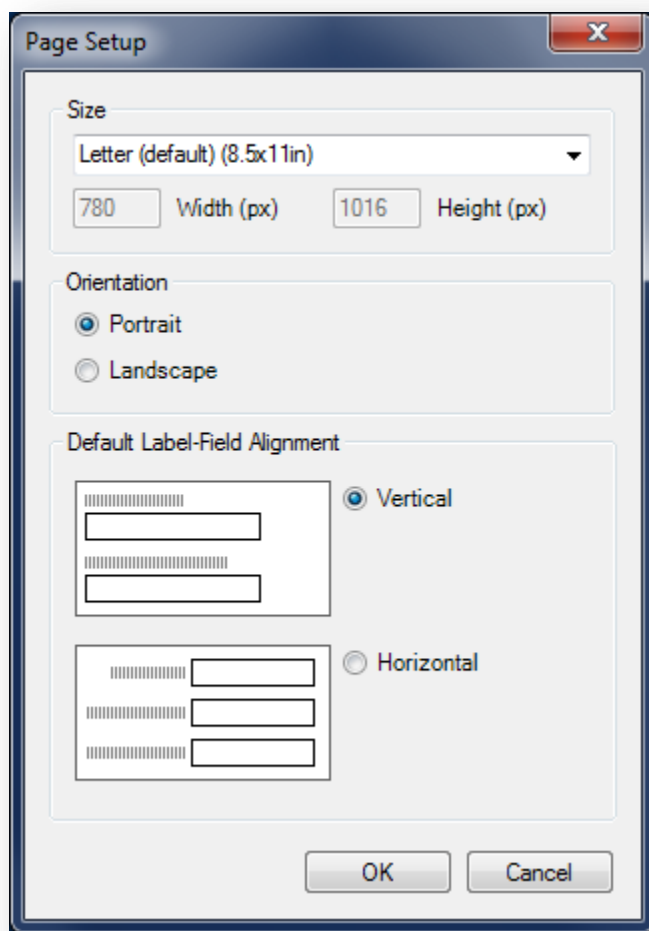 Page Setup
Size
Letter (default) (8.5x11in)
780 Width (px) 1016 Height (px)
Orientation
Portrait
Landscape
Default Label-Field Alignment
Vertical
Horizontal
OK Cancel